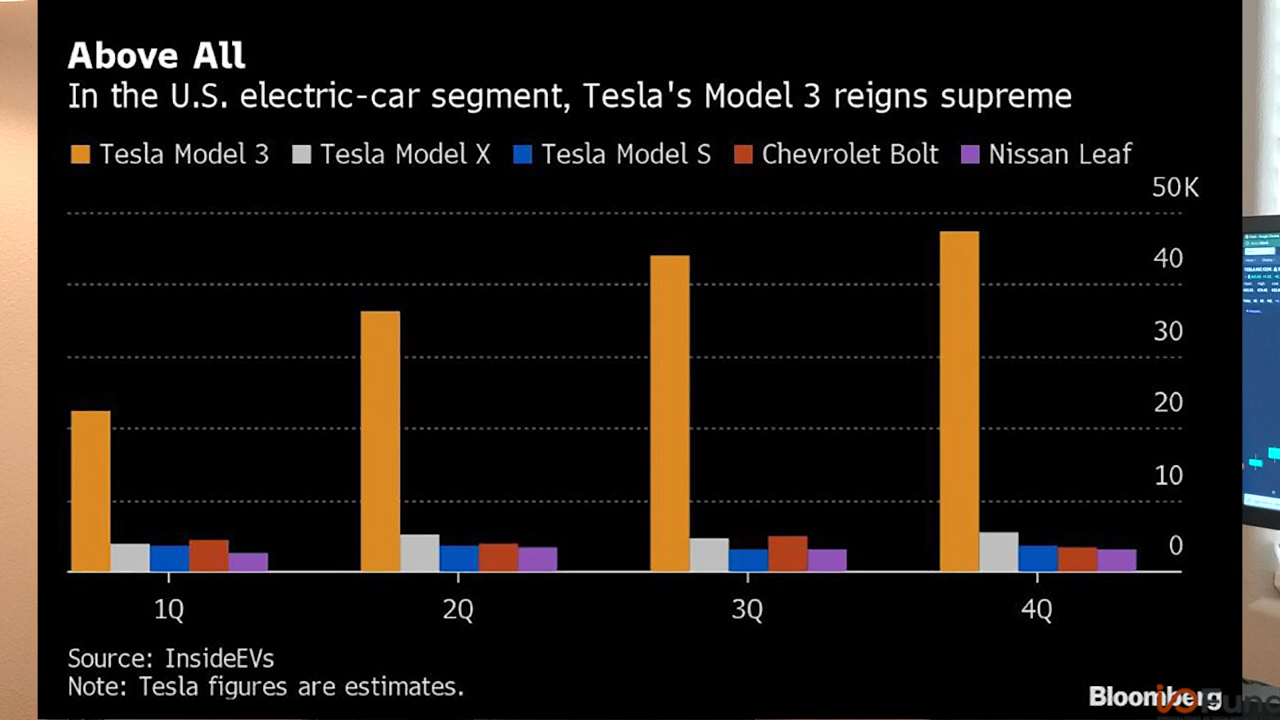 Above All
In the U.S. electric-car segment, Tesla's Model 3 reigns supreme
Tesla Model 3 Tesla Model X Tesla Model S Chevrolet Bolt Nissan Leaf
50K
40
30
20
10
0
1Q 2Q 3Q 4Q
Source: InsideEVs
Note: Tesla figures are estimates.
Bloomberg